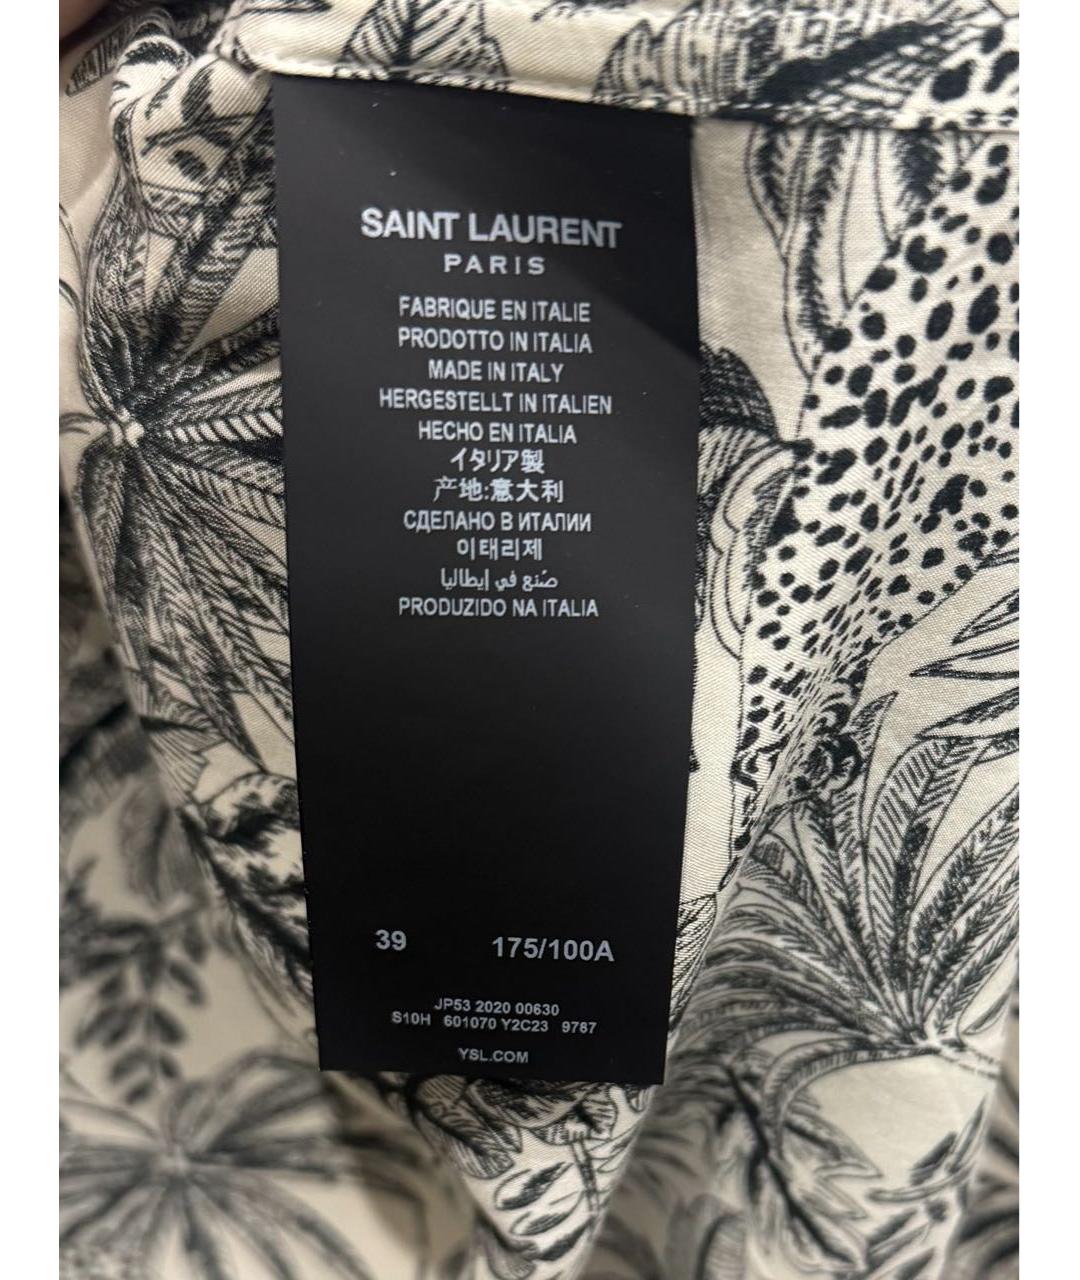 SAINT LAURENT
PARIS
FABRIQUE EN ITALIE
PRODOTTO IN ITALIA
MADE IN ITALY
HERGESTELLT IN ITALIEN
HECHO EN ITALIA
イタリア製
产地:意大利
СДЕЛАНО В ИТАЛИИ
이태리제
صُنع في إيطاليا
PRODUZIDO NA ITALIA
39 175/100A
JP53 2020 00630
S10H 601070 Y2C23 9787
YSL.COM